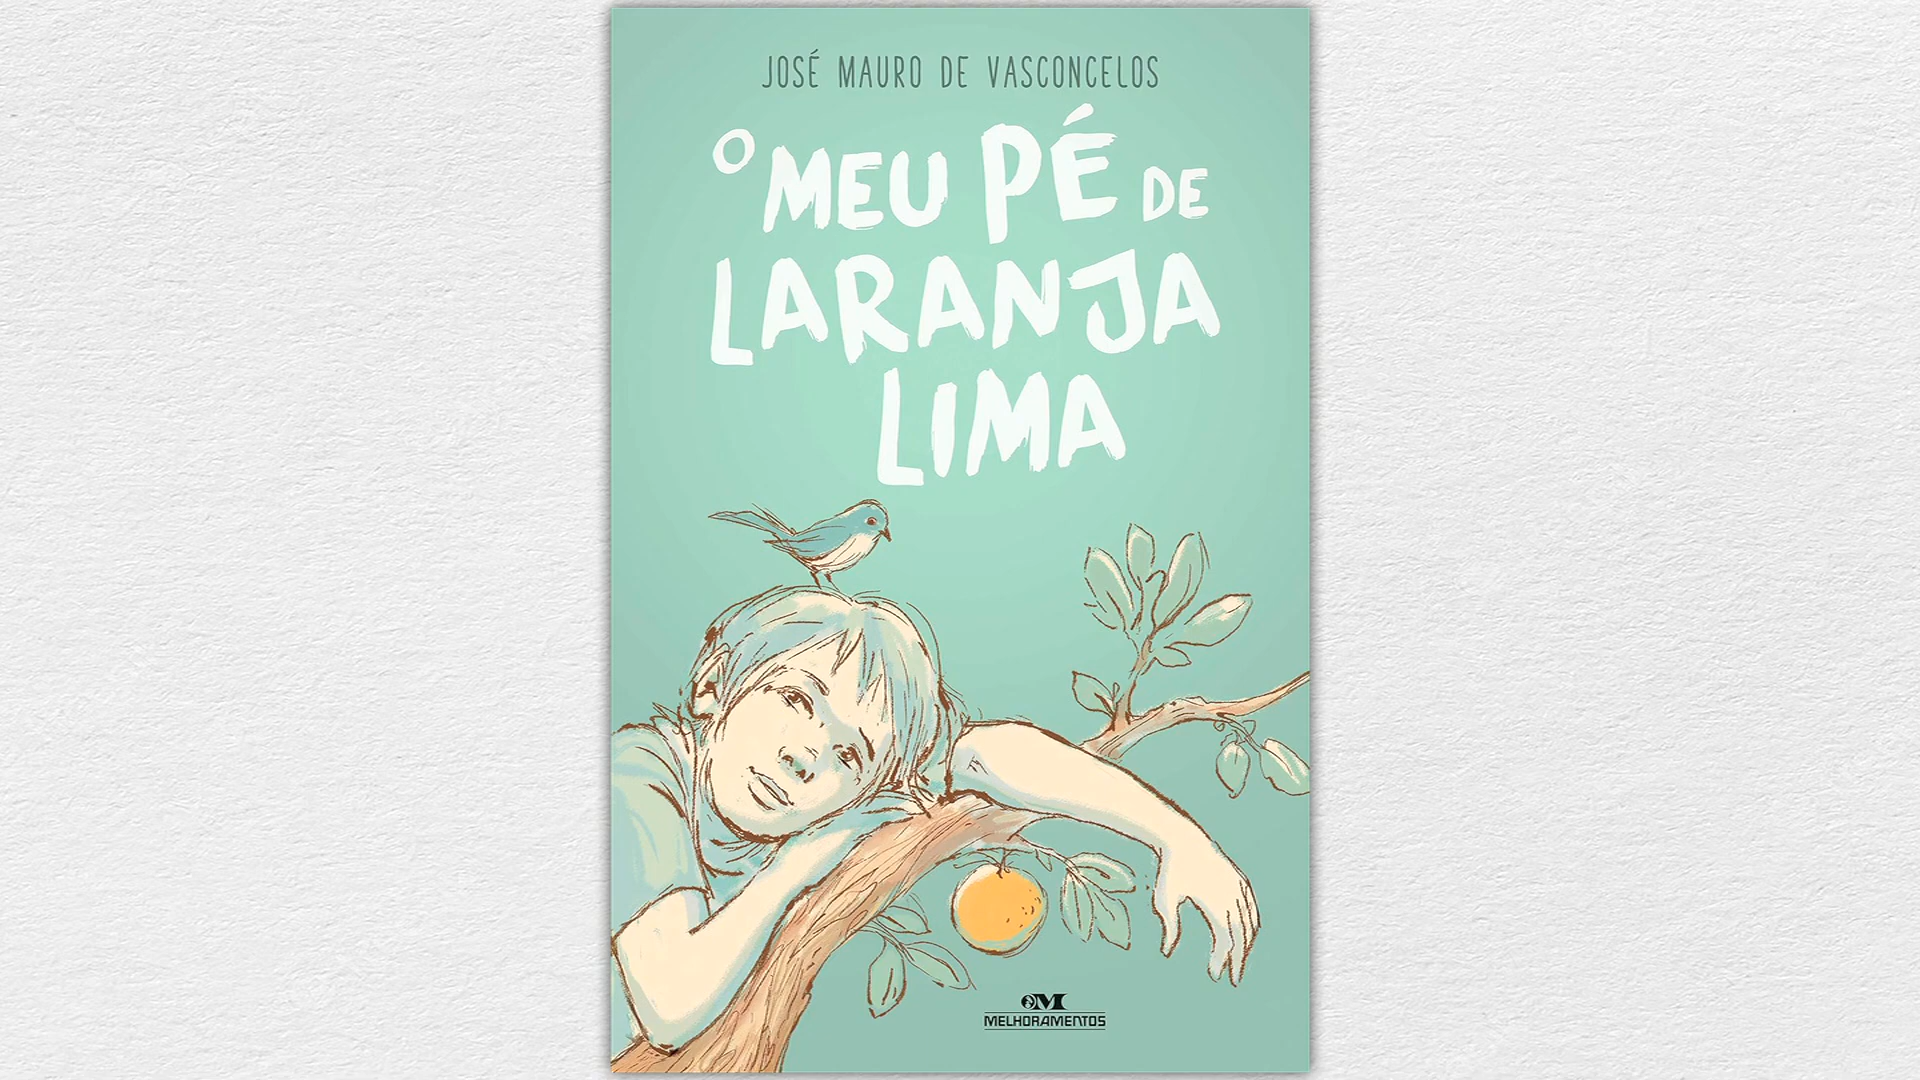 JOSÉ MAURO DE VASCONCELOS
O MEU PÉ DE
LARANJA
LIMA
MELHORAMENTOS